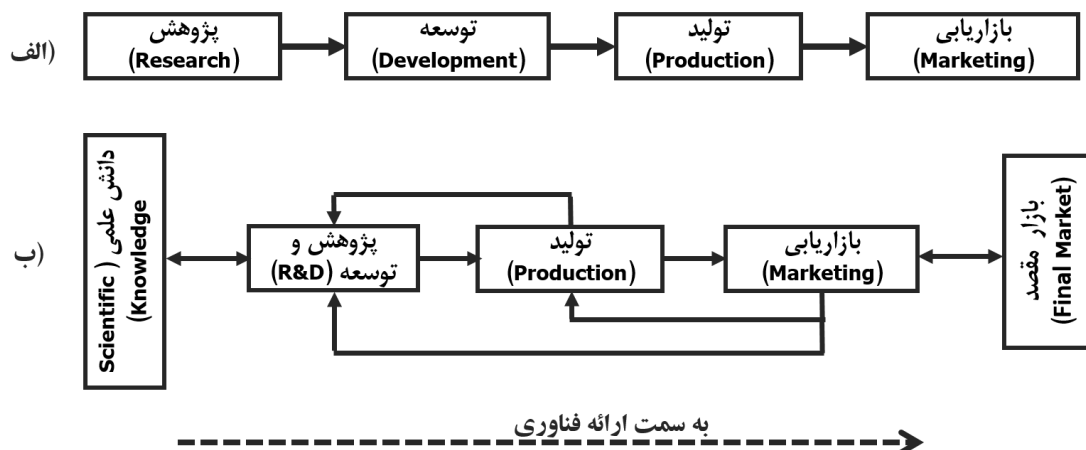 الف)
پژوهش
(Research)
توسعه
(Development)
تولید
(Production)
بازاریابی
(Marketing)
ب)
دانش علمی (Scientific
Knowledge)
پژوهش و
توسعه (R&D)
تولید
(Production)
بازاریابی
(Marketing)
بازار مقصد
(Final Market)
به سمت ارائه فناوری